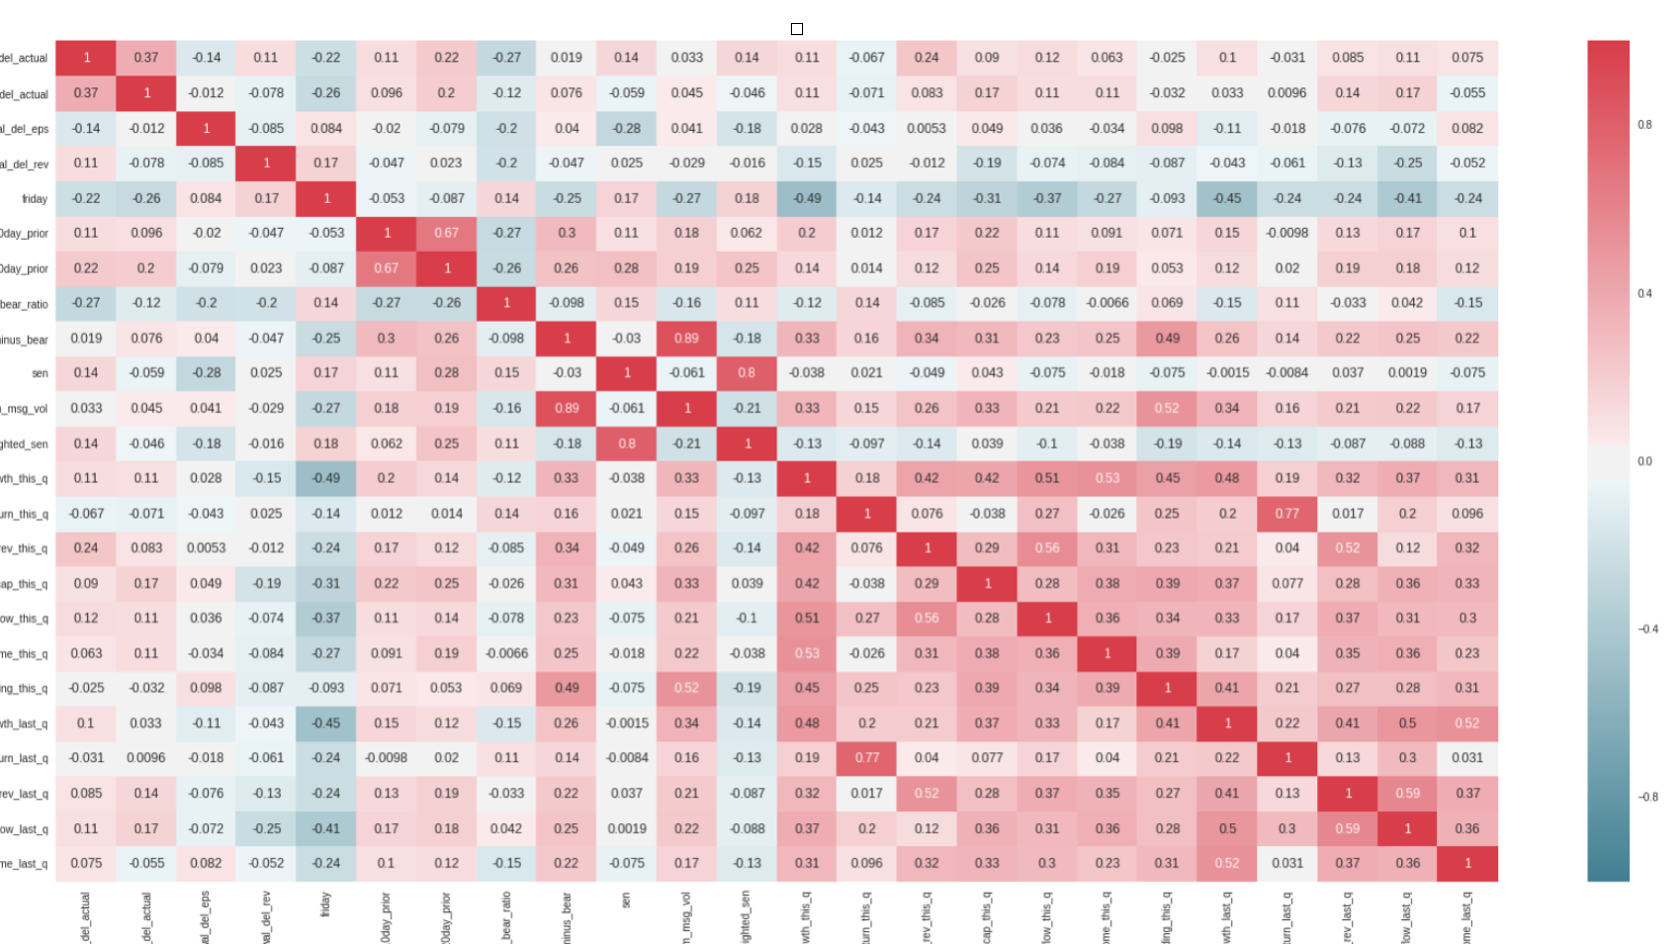 del_actual 1 0.37 -0.14 0.11 -0.22 0.11 0.22 -0.27 0.019 0.14 0.033 0.14 0.11 -0.067 0.24 0.09 0.12 0.063 -0.025 0.1 -0.031 0.085 0.11 0.075
del_actual 0.37 1 -0.012 -0.078 -0.26 0.096 0.2 -0.12 0.076 -0.059 0.045 -0.046 0.11 -0.071 0.083 0.17 0.11 0.11 -0.032 0.033 0.0096 0.14 0.17 -0.055
al_del_eps -0.14 -0.012 1 -0.085 0.084 -0.02 -0.079 -0.2 0.04 -0.28 0.041 -0.18 0.028 -0.043 0.0053 0.049 0.036 -0.034 0.098 -0.11 -0.018 -0.076 -0.072 0.082
al_del_rev 0.11 -0.078 -0.085 1 0.17 -0.047 0.023 -0.2 -0.047 0.025 -0.029 -0.016 -0.15 0.025 -0.012 -0.19 -0.074 -0.084 -0.087 -0.043 -0.061 -0.13 -0.25 -0.052
friday -0.22 -0.26 0.084 0.17 1 -0.053 -0.087 0.14 -0.25 0.17 -0.27 0.18 -0.49 -0.14 -0.24 -0.31 -0.37 -0.27 -0.093 -0.45 -0.24 -0.24 -0.41 -0.24
0day_prior 0.11 0.096 -0.02 -0.047 -0.053 1 0.67 -0.27 0.3 0.11 0.18 0.062 0.2 0.012 0.17 0.22 0.11 0.091 0.071 0.15 -0.0098 0.13 0.17 0.1
0day_prior 0.22 0.2 -0.079 0.023 -0.087 0.67 1 -0.26 0.26 0.28 0.19 0.25 0.14 0.014 0.12 0.25 0.14 0.19 0.053 0.12 0.02 0.19 0.18 0.12
bear_ratio -0.27 -0.12 -0.2 -0.2 0.14 -0.27 -0.26 1 -0.098 0.15 -0.16 0.11 -0.12 0.14 -0.085 -0.026 -0.078 -0.0066 0.069 -0.15 0.11 -0.033 0.042 -0.15
inus_bear 0.019 0.076 0.04 -0.047 -0.25 0.3 0.26 -0.098 1 -0.03 0.89 -0.18 0.33 0.16 0.34 0.31 0.23 0.25 0.49 0.26 0.14 0.22 0.25 0.22
sen 0.14 -0.059 -0.28 0.025 0.17 0.11 0.28 0.15 -0.03 1 -0.061 0.8 -0.038 0.021 -0.049 0.043 -0.075 -0.018 -0.075 -0.0015 -0.0084 0.037 0.0019 -0.075
_msg_vol 0.033 0.045 0.041 -0.029 -0.27 0.18 0.19 -0.16 0.89 -0.061 1 -0.21 0.33 0.15 0.26 0.33 0.21 0.22 0.52 0.34 0.16 0.21 0.22 0.17
ghted_sen 0.14 -0.046 -0.18 -0.016 0.18 0.062 0.25 0.11 -0.18 0.8 -0.21 1 -0.13 -0.097 -0.14 0.039 -0.1 -0.038 -0.19 -0.14 -0.13 -0.087 -0.088 -0.13
wth_this_q 0.11 0.11 0.028 -0.15 -0.49 0.2 0.14 -0.12 0.33 -0.038 0.33 -0.13 1 0.18 0.42 0.42 0.51 0.53 0.45 0.48 0.19 0.32 0.37 0.31
urn_this_q -0.067 -0.071 -0.043 0.025 -0.14 0.012 0.014 0.14 0.16 0.021 0.15 -0.097 0.18 1 0.076 -0.038 0.27 -0.026 0.25 0.2 0.77 0.017 0.2 0.096
rev_this_q 0.24 0.083 0.0053 -0.012 -0.24 0.17 0.12 -0.085 0.34 -0.049 0.26 -0.14 0.42 0.076 1 0.29 0.56 0.31 0.23 0.21 0.04 0.52 0.12 0.32
cap_this_q 0.09 0.17 0.049 -0.19 -0.31 0.22 0.25 -0.026 0.31 0.043 0.33 0.039 0.42 -0.038 0.29 1 0.28 0.38 0.39 0.37 0.077 0.28 0.36 0.33
ow_this_q 0.12 0.11 0.036 -0.074 -0.37 0.11 0.14 -0.078 0.23 -0.075 0.21 -0.1 0.51 0.27 0.56 0.28 1 0.36 0.34 0.33 0.17 0.37 0.31 0.3
me_this_q 0.063 0.11 -0.034 -0.084 -0.27 0.091 0.19 -0.0066 0.25 -0.018 0.22 -0.038 0.53 -0.026 0.31 0.38 0.36 1 0.39 0.17 0.04 0.35 0.36 0.23
ing_this_q -0.025 -0.032 0.098 -0.087 -0.093 0.071 0.053 0.069 0.49 -0.075 0.52 -0.19 0.45 0.25 0.23 0.39 0.34 0.39 1 0.41 0.21 0.27 0.28 0.31
wth_last_q 0.1 0.033 -0.11 -0.043 -0.45 0.15 0.12 -0.15 0.26 -0.0015 0.34 -0.14 0.48 0.2 0.21 0.37 0.33 0.17 0.41 1 0.22 0.41 0.5 0.52
urn_last_q -0.031 0.0096 -0.018 -0.061 -0.24 -0.0098 0.02 0.11 0.14 -0.0084 0.16 -0.13 0.19 0.77 0.04 0.077 0.17 0.04 0.21 0.22 1 0.13 0.3 0.031
rev_last_q 0.085 0.14 -0.076 -0.13 -0.24 0.13 0.19 -0.033 0.22 0.037 0.21 -0.087 0.32 0.017 0.52 0.28 0.37 0.35 0.27 0.41 0.13 1 0.59 0.37
ow_last_q 0.11 0.17 -0.072 -0.25 -0.41 0.17 0.18 0.042 0.25 0.0019 0.22 -0.088 0.37 0.2 0.12 0.36 0.31 0.36 0.28 0.5 0.3 0.59 1 0.36
me_last_q 0.075 -0.055 0.082 -0.052 -0.24 0.1 0.12 -0.15 0.22 -0.075 0.17 -0.13 0.31 0.096 0.32 0.33 0.3 0.23 0.31 0.52 0.031 0.37 0.36 1
_del_actual _del_actual al_del_eps al_del_rev friday 0day_prior 0day_prior _bear_ratio minus_bear sen _msg_vol ighted_sen wth_this_q turn_this_q _rev_this_q cap_this_q low_this_q ome_this_q ding_this_q wth_last_q turn_last_q _rev_last_q low_last_q me_last_q
0.8
0.4
0.0
−0.4
−0.8